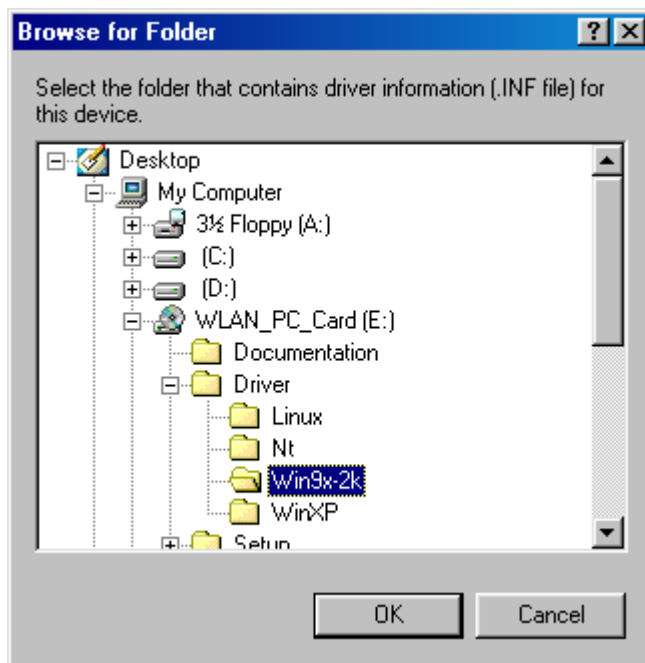 Browse for Folder
Select the folder that contains driver information (.INF file) for
this device.
Desktop
My Computer
3½ Floppy (A:)
(C:)
(D:)
WLAN_PC_Card (E:)
Documentation
Driver
Linux
Nt
Win9x-2k
WinXP
Setup
OK Cancel